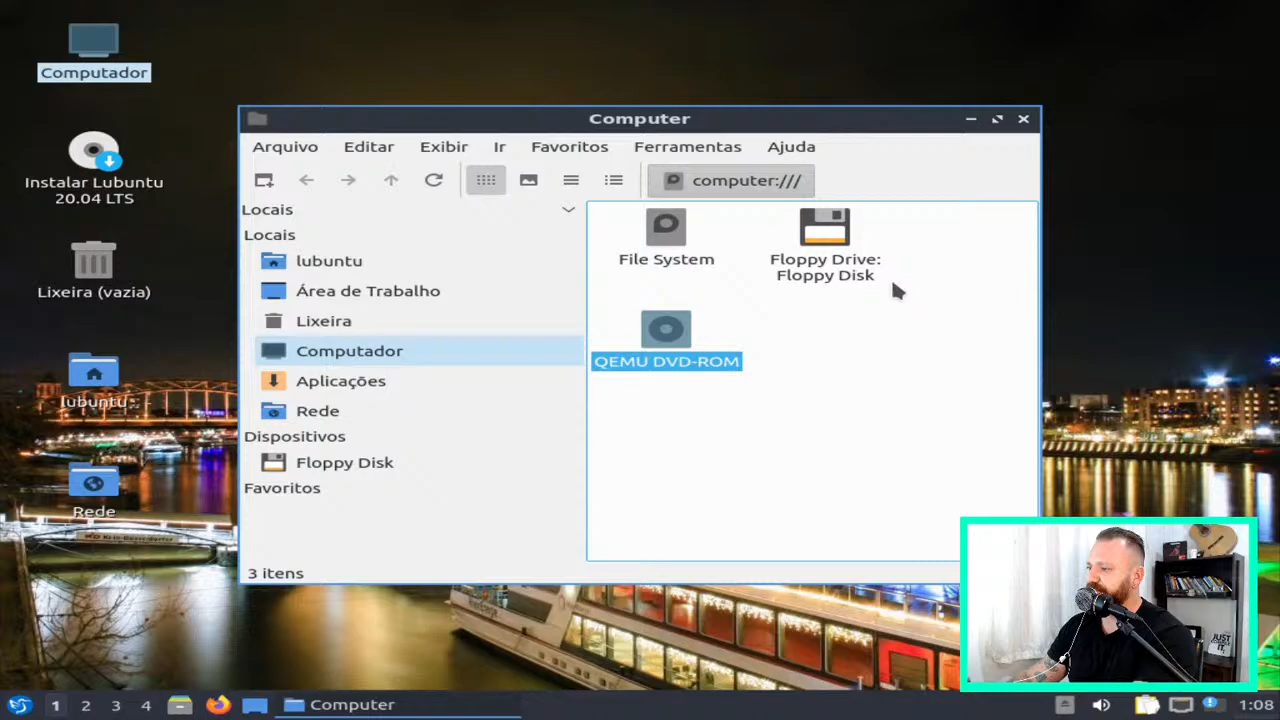 Computador
Instalar Lubuntu
20.04 LTS
Lixeira (vazia)
lubuntu
Rede
Computer
Arquivo Editar Exibir Ir Favoritos Ferramentas Ajuda
computer:///
Locais
Locais
lubuntu
Área de Trabalho
Lixeira
Computador
Aplicações
Rede
Dispositivos
Floppy Disk
Favoritos
File System
Floppy Drive:
Floppy Disk
QEMU DVD-ROM
3 itens
JUST
1 2 3 4 Computer 1:08